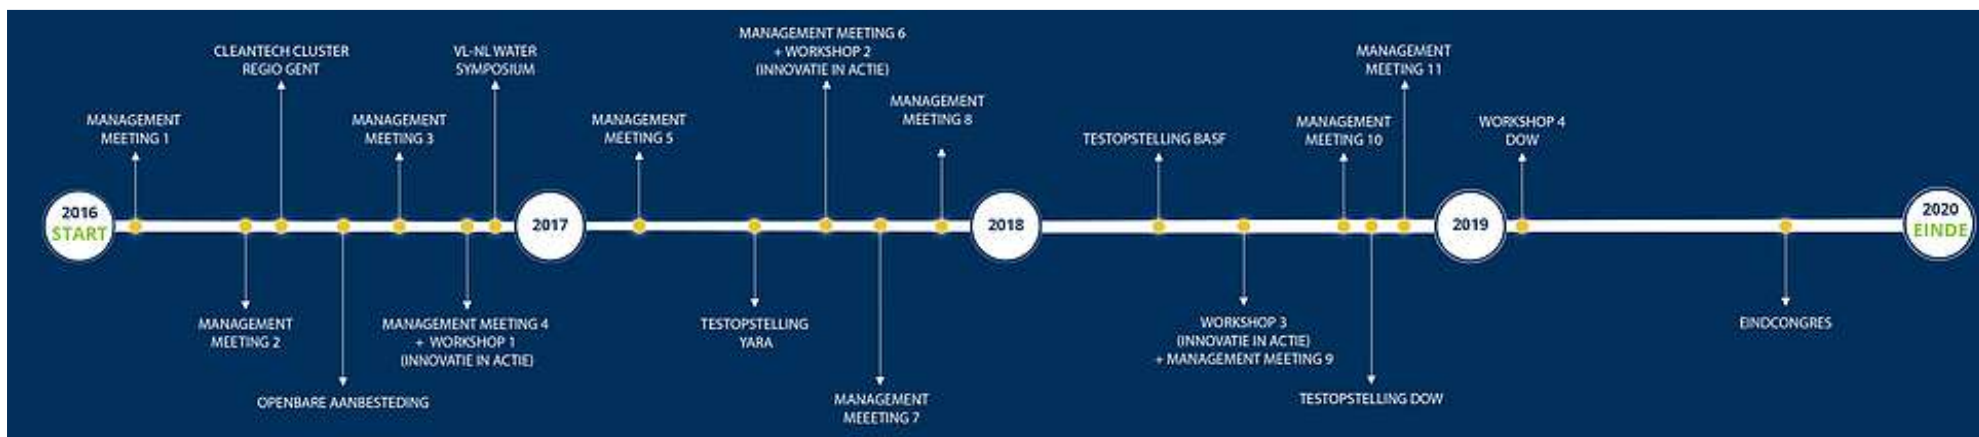 2016
START
MANAGEMENT
MEETING 1
MANAGEMENT
MEETING 2
CLEANTECH CLUSTER
REGIO GENT
OPENBARE AANBESTEDING
MANAGEMENT
MEETING 3
MANAGEMENT MEETING 4
+ WORKSHOP 1
(INNOVATIE IN ACTIE)
VL-NL WATER
SYMPOSIUM
2017
MANAGEMENT
MEETING 5
TESTOPSTELLING
YARA
MANAGEMENT MEETING 6
+ WORKSHOP 2
(INNOVATIE IN ACTIE)
MANAGEMENT
MEEETING 7
MANAGEMENT
MEETING 8
2018
TESTOPSTELLING BASF
WORKSHOP 3
(INNOVATIE IN ACTIE)
+ MANAGEMENT MEETING 9
MANAGEMENT
MEETING 10
TESTOPSTELLING DOW
MANAGEMENT
MEETING 11
2019
WORKSHOP 4
DOW
EINDCONGRES
2020
EINDE